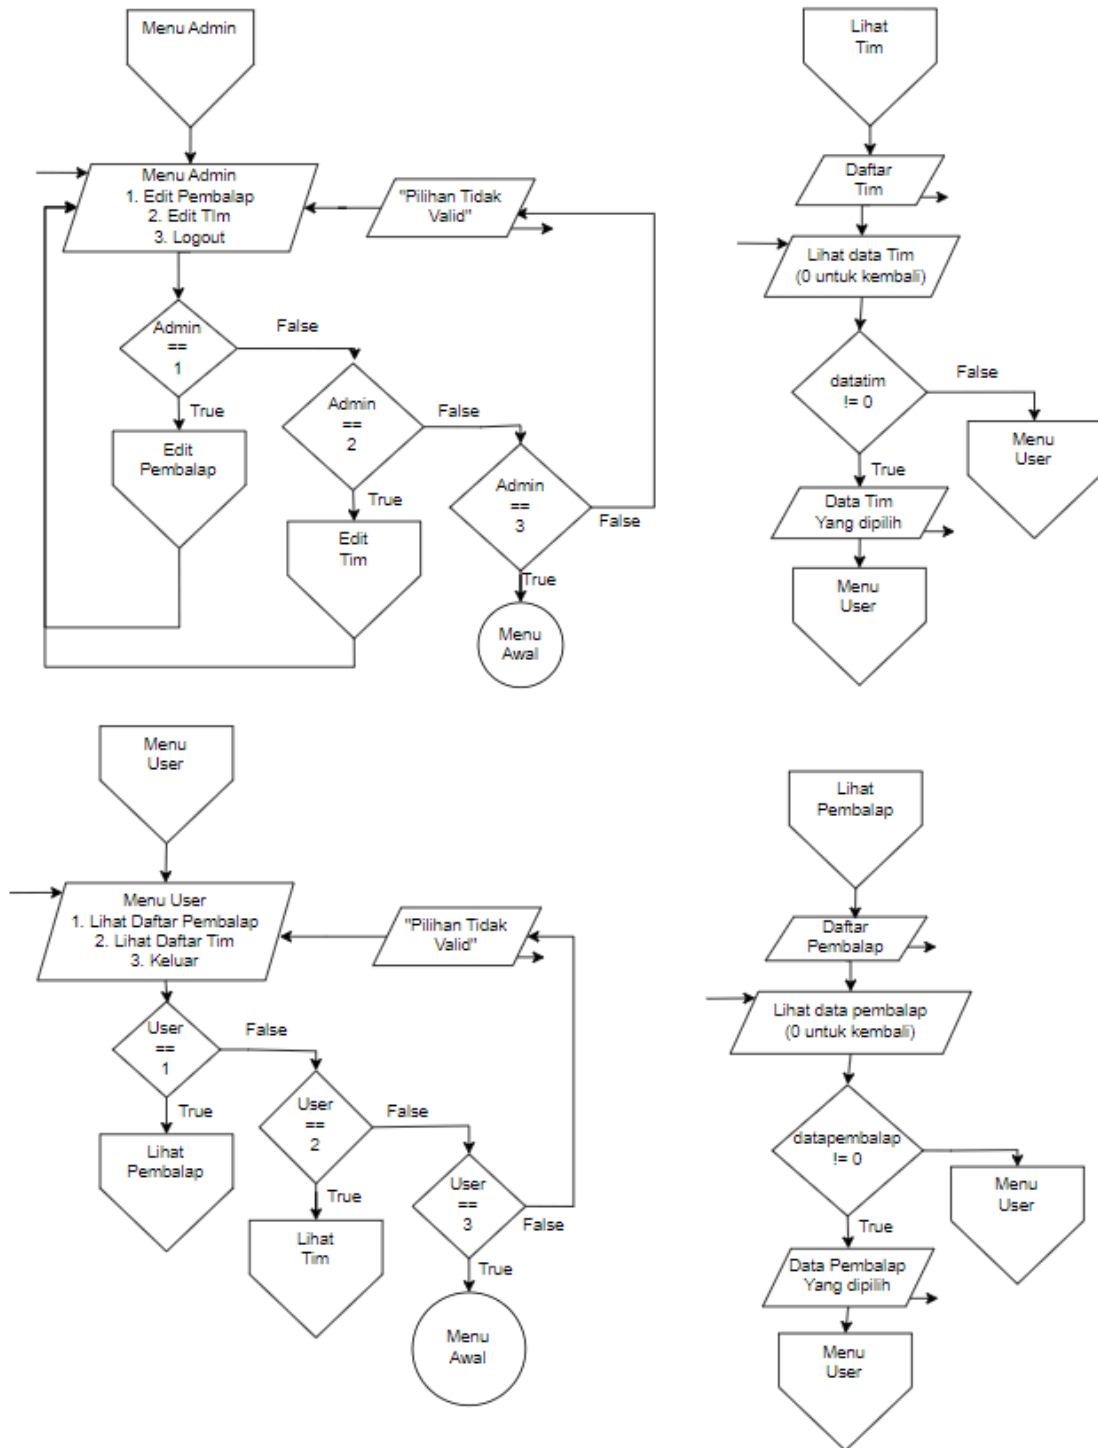 Menu Admin
Menu Admin
1. Edit Pembalap
2. Edit TIm
3. Logout
"Pilihan Tidak
Valid"
Admin
==
1
False
True
Edit
Pembalap
Admin
==
2
False
True
Edit
Tim
Admin
==
3
False
True
Menu
Awal
Lihat
Tim
Daftar
Tim
Lihat data Tim
(0 untuk kembali)
datatim
!= 0
False
Menu
User
True
Data Tim
Yang dipilih
Menu
User
Menu
User
Menu User
1. Lihat Daftar Pembalap
2. Lihat Daftar Tim
3. Keluar
"Pilihan Tidak
Valid"
User
==
1
False
True
Lihat
Pembalap
User
==
2
False
True
Lihat
Tim
User
==
3
False
True
Menu
Awal
Lihat
Pembalap
Daftar
Pembalap
Lihat data pembalap
(0 untuk kembali)
datapembalap
!= 0
Menu
User
True
Data Pembalap
Yang dipilih
Menu
User